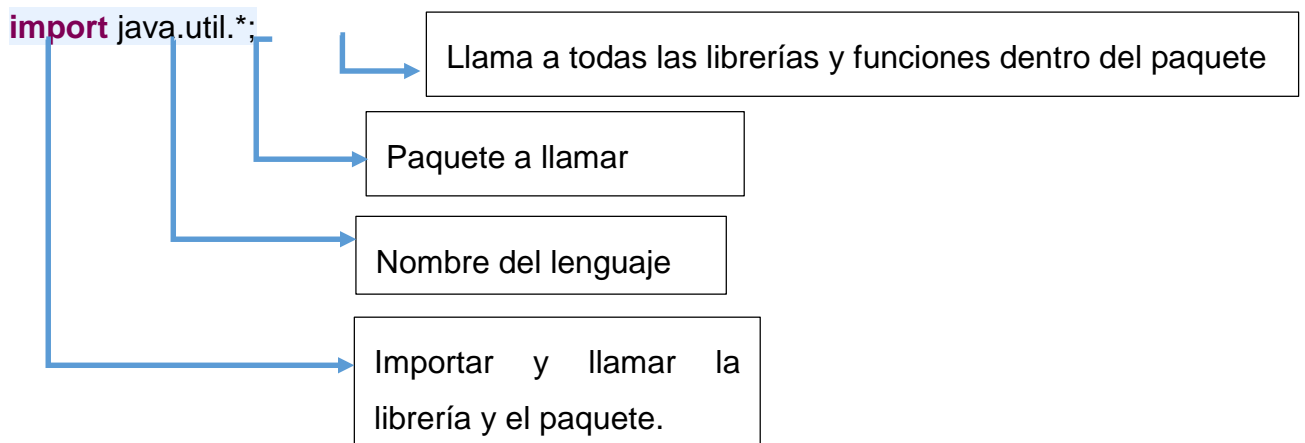 import java.util.*;
Llama a todas las librerías y funciones dentro del paquete
Paquete a llamar
Nombre del lenguaje
Importar y llamar la
librería y el paquete.